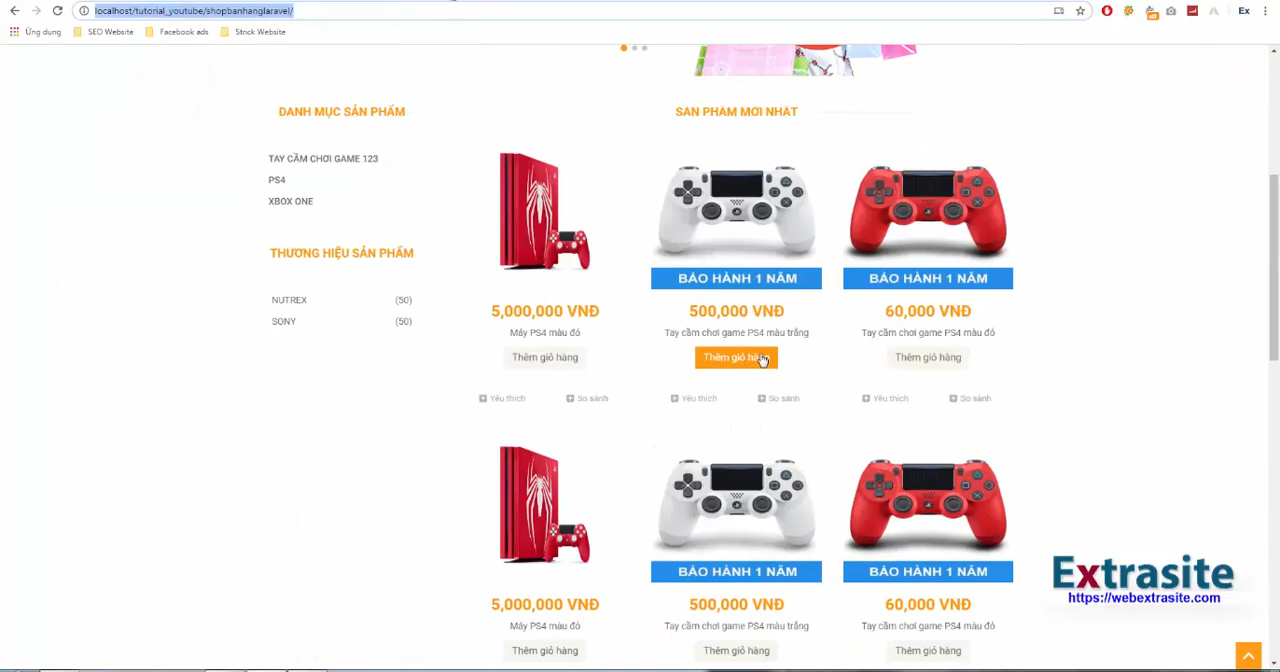 localhost/tutorial_youtube/shopbanhanglaravel/
Ex
Ứng dụng SEO Website Facebook ads Strick Website
off
DANH MỤC SẢN PHẨM
TAY CẦM CHƠI GAME 123
PS4
XBOX ONE
THƯƠNG HIỆU SẢN PHẨM
NUTREX (50)
SONY (50)
SẢN PHẨM MỚI NHẤT
BẢO HÀNH 1 NĂM BẢO HÀNH 1 NĂM
5,000,000 VNĐ 500,000 VNĐ 60,000 VNĐ
Máy PS4 màu đỏ Tay cầm chơi game PS4 màu trắng Tay cầm chơi game PS4 màu đỏ
Thêm giỏ hàng Thêm giỏ hàng Thêm giỏ hàng
Yêu thích So sánh Yêu thích So sánh Yêu thích So sánh
BẢO HÀNH 1 NĂM BẢO HÀNH 1 NĂM
5,000,000 VNĐ 500,000 VNĐ 60,000 VNĐ
Máy PS4 màu đỏ Tay cầm chơi game PS4 màu trắng Tay cầm chơi game PS4 màu đỏ
Thêm giỏ hàng Thêm giỏ hàng Thêm giỏ hàng
Extrasite
https://webextrasite.com